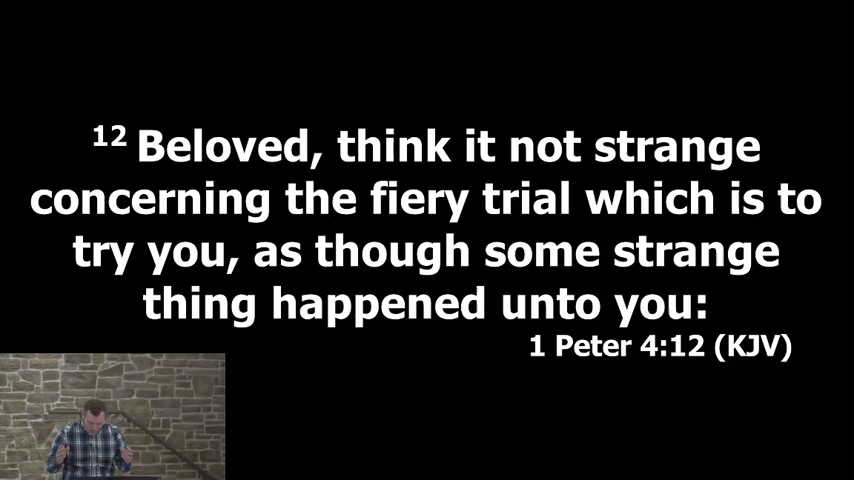 12 Beloved, think it not strange
concerning the fiery trial which is to
try you, as though some strange
thing happened unto you:
1 Peter 4:12 (KJV)